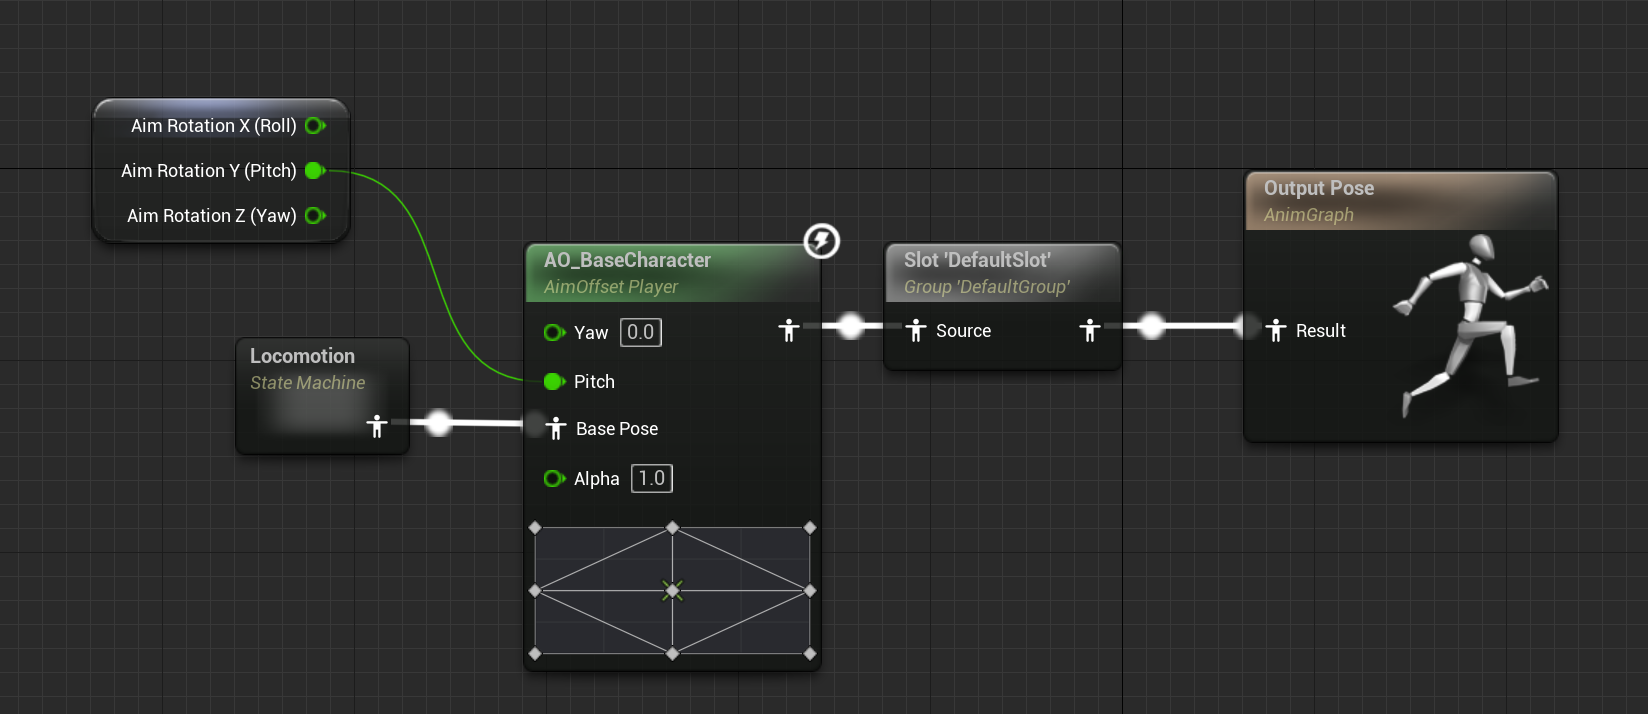 Aim Rotation X (Roll)
Aim Rotation Y (Pitch)
Aim Rotation Z (Yaw)
Locomotion
State Machine
AO_BaseCharacter
AimOffset Player
Yaw 0.0
Pitch
Base Pose
Alpha 1.0
Slot 'DefaultSlot'
Group 'DefaultGroup'
Source
Output Pose
AnimGraph
Result